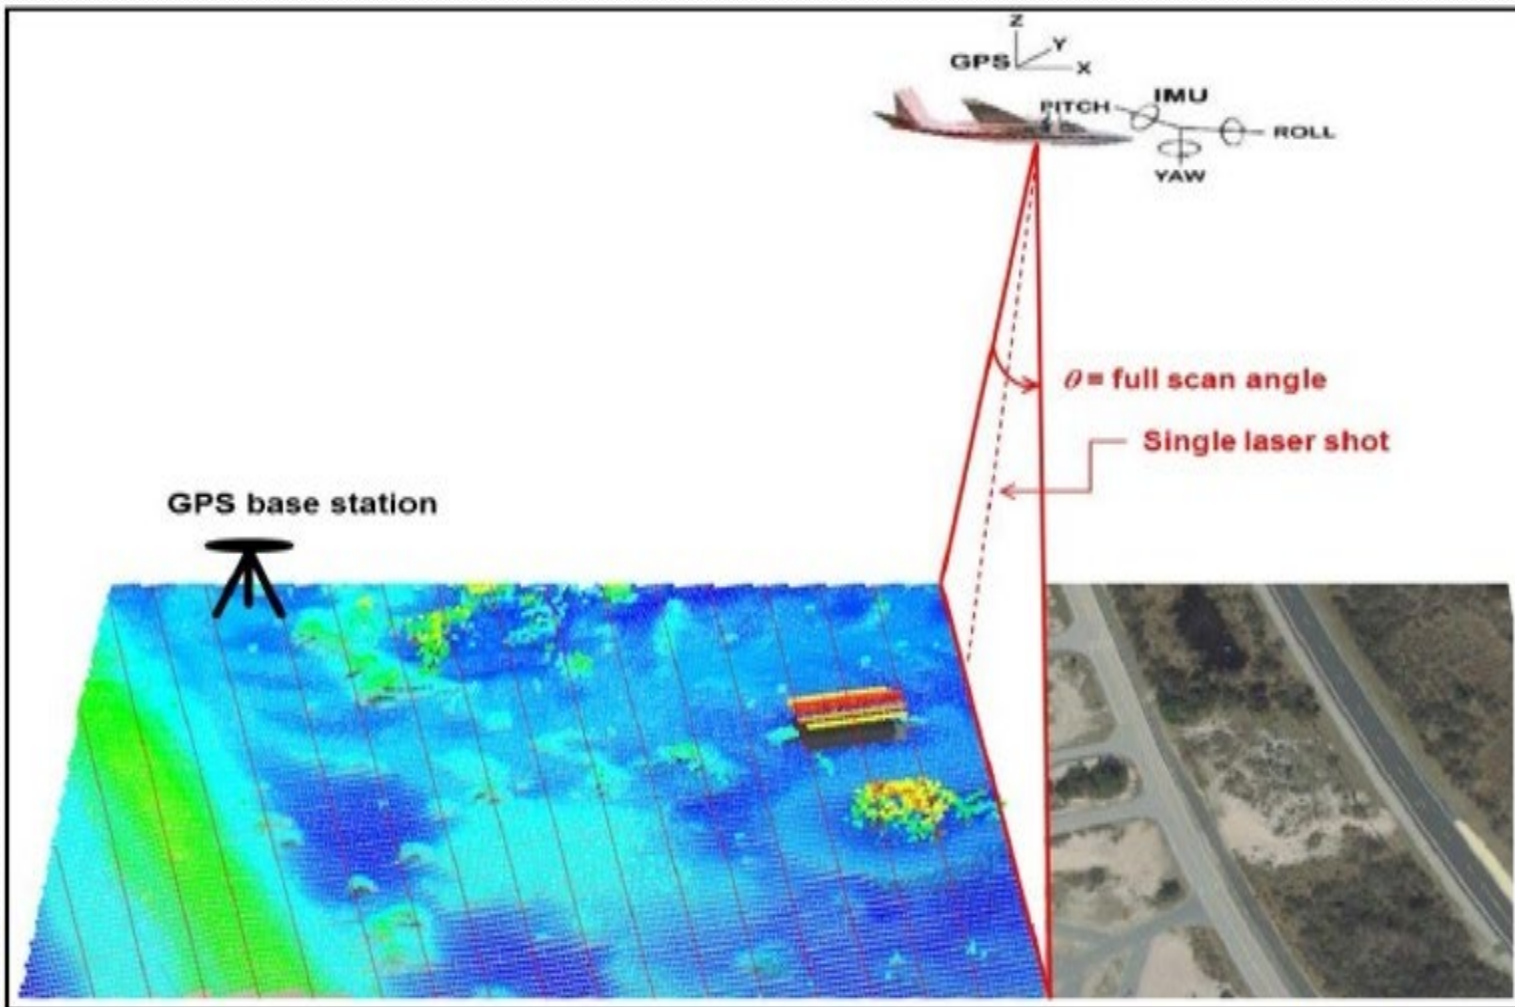 Z
Y
GPS
X
PITCH
IMU
ROLL
YAW
θ = full scan angle
Single laser shot
GPS base station